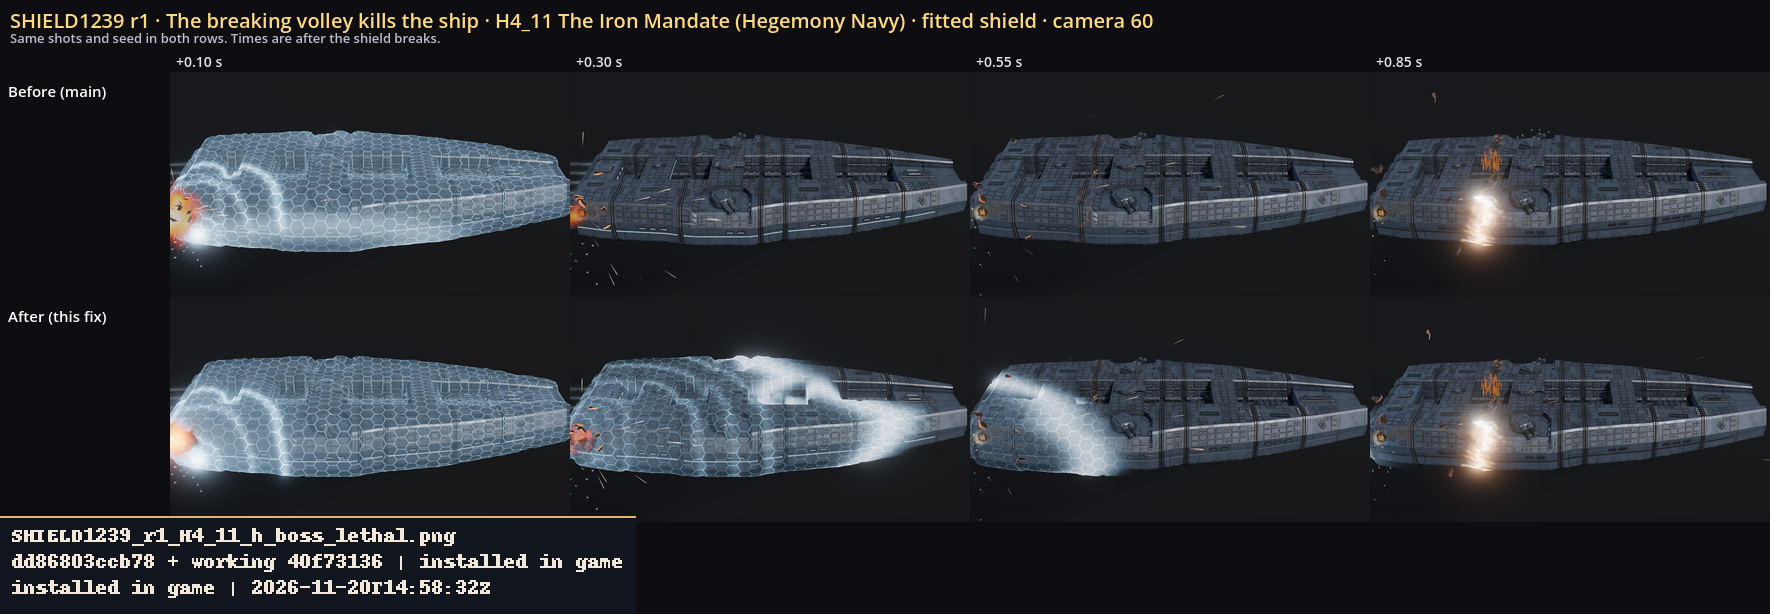 SHIELD1239 r1 · The breaking volley kills the ship · H4_11 The Iron Mandate (Hegemony Navy) · fitted shield · camera 60
Same shots and seed in both rows. Times are after the shield breaks.
+0.10 s +0.30 s +0.55 s +0.85 s
Before (main)
After (this fix)
SHIELD1239_r1_H4_11_h_boss_lethal.png
dd86803ccb78 + working 40f73136 | installed in game
installed in game | 2026-11-20T14:58:32Z